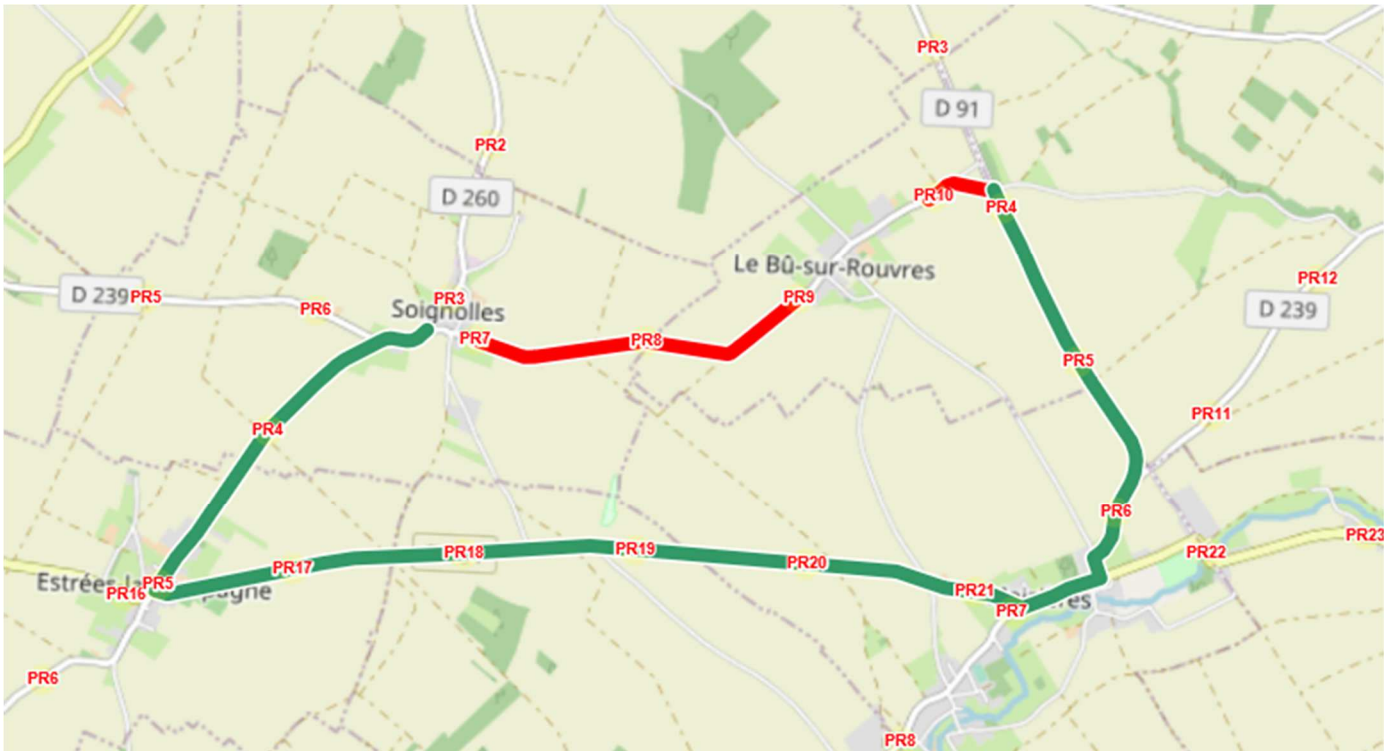 PR3
D 91
PR2
D 260
PR10
PR4
Le Bû-sur-Rouvres
PR12
D 239
PR5
PR6
PR3
Soignolles
PR9
D 239
PR7
PR8
PR5
PR11
PR4
PR6
PR18
PR19
PR20
PR22
PR23
PR17
PR5
PR16
PR21
PR7
PR6
PR8